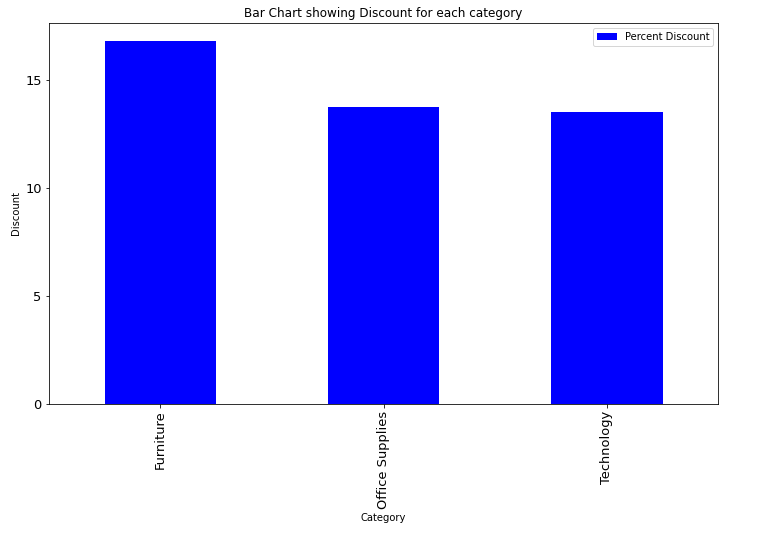 Bar Chart showing Discount for each category
Percent Discount
15
10
5
0
Discount
Furniture
Office Supplies
Technology
Category